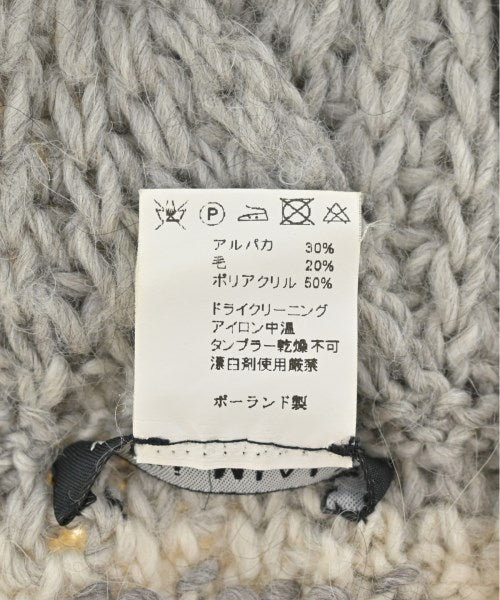 P
アルパカ 30%
毛 20%
ポリアクリル 50%
ドライクリーニング
アイロン中温
タンブラー乾燥不可
漂白剤使用厳禁
ポーランド製